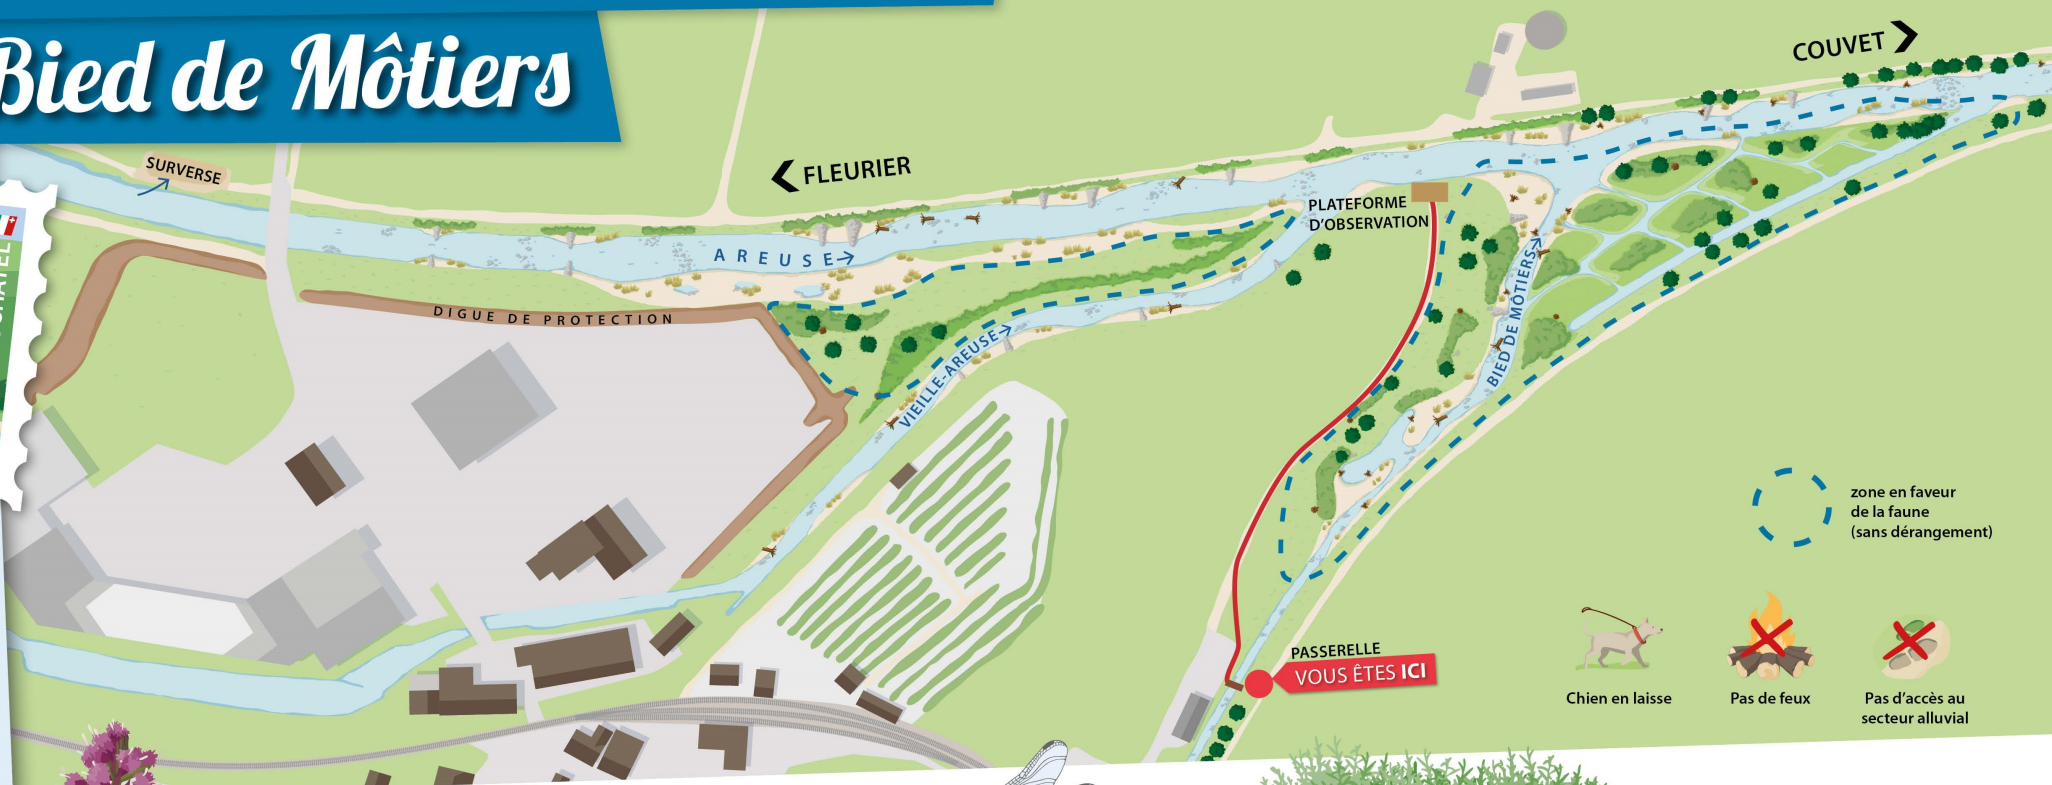 Bied de Môtiers
COUVET
SURVERSE
FLEURIER
PLATEFORME
D'OBSERVATION
AREUSE
DIGUE DE PROTECTION
VIEILLE-AREUSE
BIED DE MÔTIERS
zone en faveur
de la faune
(sans dérangement)
PASSERELLE
VOUS ÊTES ICI
Chien en laisse
Pas de feux
Pas d'accès au
secteur alluvial